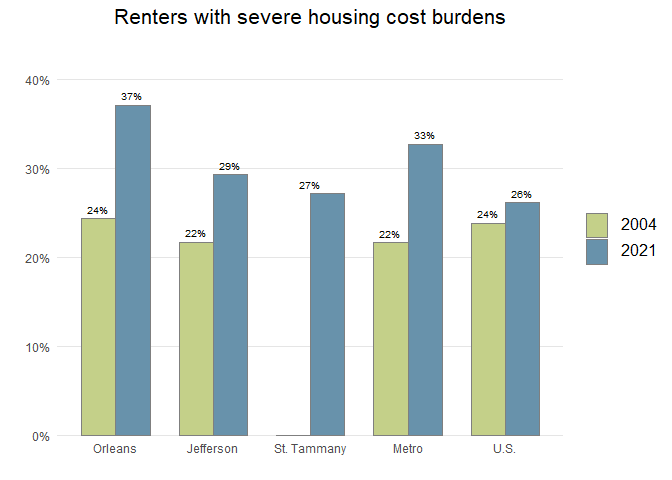 Renters with severe housing cost burdens
40%
30%
20%
10%
0%
24%
37%
22%
29%
27%
22%
33%
24%
26%
Orleans
Jefferson
St. Tammany
Metro
U.S.
2004
2021